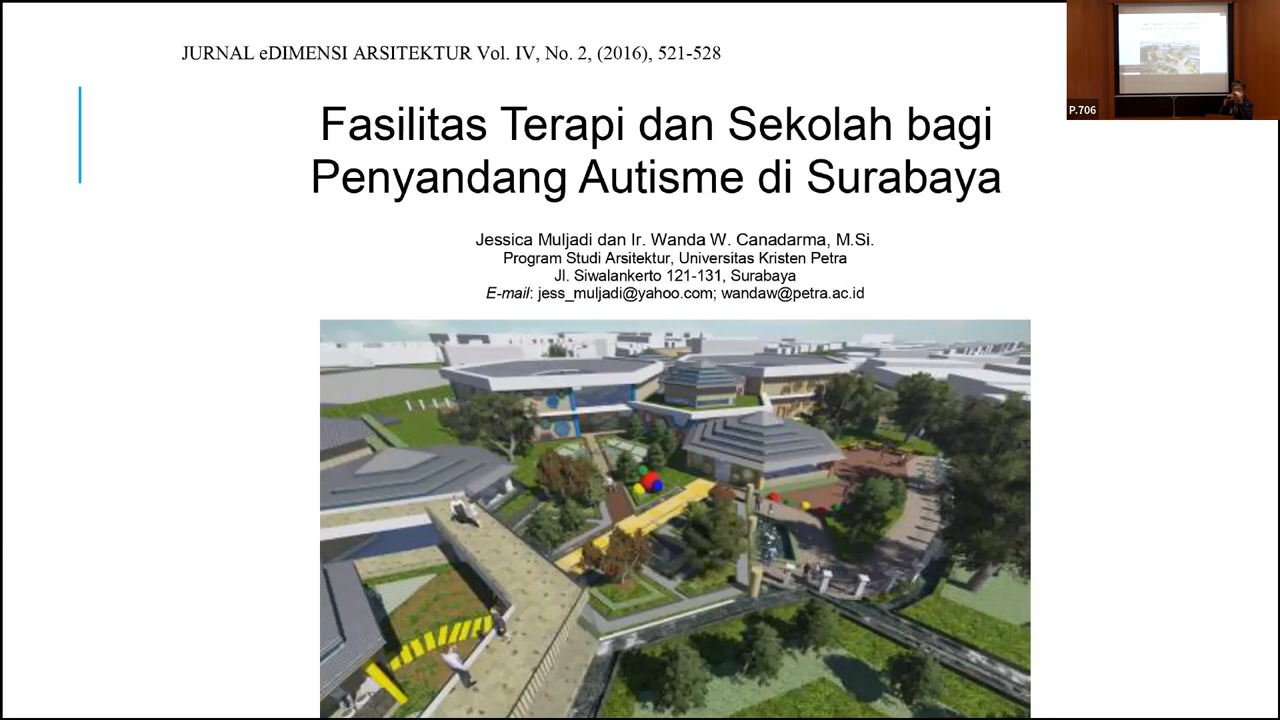 JURNAL eDIMENSI ARSITEKTUR Vol. IV, No. 2, (2016), 521-528
Fasilitas Terapi dan Sekolah bagi
Penyandang Autisme di Surabaya
Jessica Muljadi dan Ir. Wanda W. Canadarma, M.Si.
Program Studi Arsitektur, Universitas Kristen Petra
Jl. Siwalankerto 121-131, Surabaya
E-mail: jess_muljadi@yahoo.com; wandaw@petra.ac.id
P.706